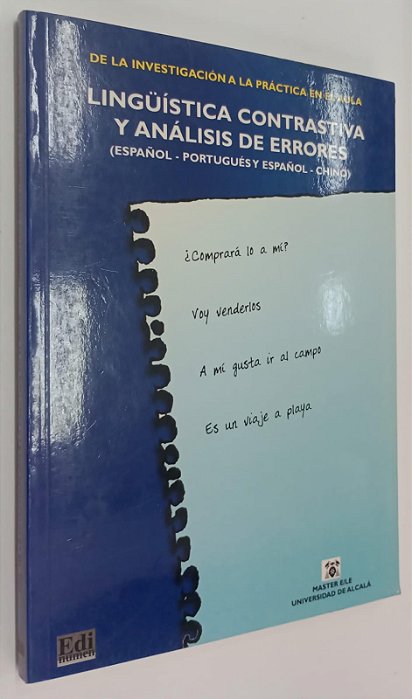 DE LA INVESTIGACIÓN A LA PRÁCTICA EN EL AULA
LINGÜÍSTICA CONTRASTIVA
Y ANÁLISIS DE ERRORES
(ESPAÑOL - PORTUGUÉS Y ESPAÑOL - CHINO)
¿Comprará lo a mí?
Voy venderlos
A mí gusta ir al campo
Es un viaje a playa
MASTER E/LE
UNIVERSIDAD DE ALCALÁ
Edi
numen